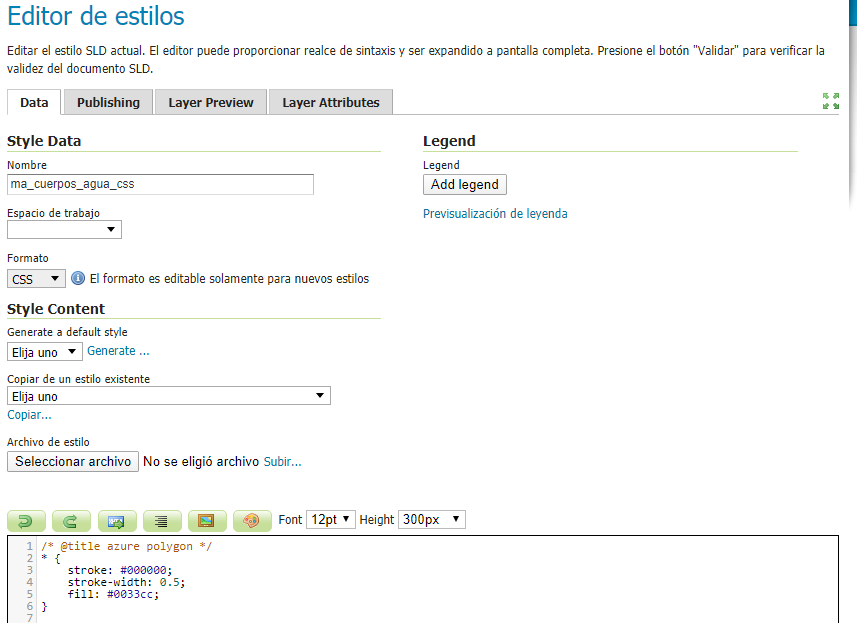 Editor de estilos
Editar el estilo SLD actual. El editor puede proporcionar realce de sintaxis y ser expandido a pantalla completa. Presione el botón "Validar" para verificar la
validez del documento SLD.
Data Publishing Layer Preview Layer Attributes
Style Data
Nombre
ma_cuerpos_agua_css
Espacio de trabajo
Formato
CSS El formato es editable solamente para nuevos estilos
Legend
Legend
Add legend
Previsualización de leyenda
Style Content
Generate a default style
Elija uno Generate ...
Copiar de un estilo existente
Elija uno
Copiar...
Archivo de estilo
Seleccionar archivo No se eligió archivo Subir...
Font 12pt Height 300px
1 /* @title azure polygon */
2 * {
3 stroke: #000000;
4 stroke-width: 0.5;
5 fill: #0033cc;
6 }
7